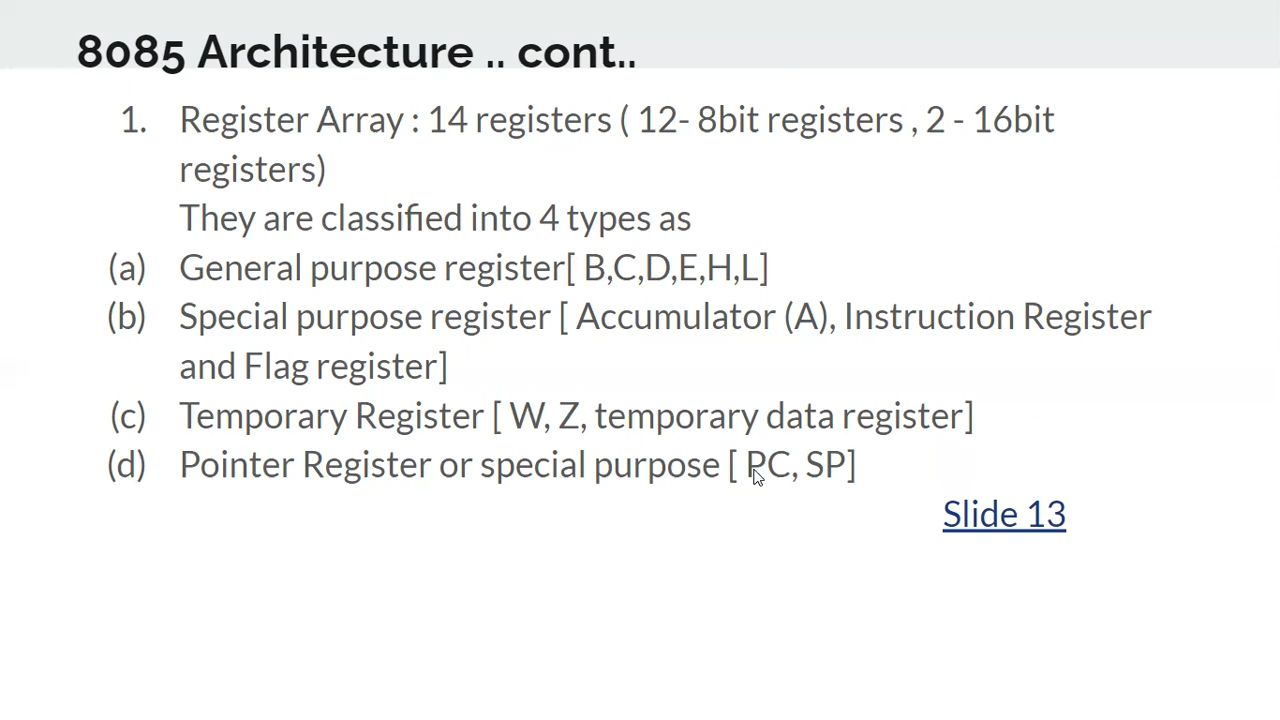 8085 Architecture .. cont..
1. Register Array : 14 registers ( 12- 8bit registers , 2 - 16bit
registers)
They are classified into 4 types as
(a) General purpose register[ B,C,D,E,H,L]
(b) Special purpose register [ Accumulator (A), Instruction Register
and Flag register]
(c) Temporary Register [ W, Z, temporary data register]
(d) Pointer Register or special purpose [ PC, SP]
Slide 13